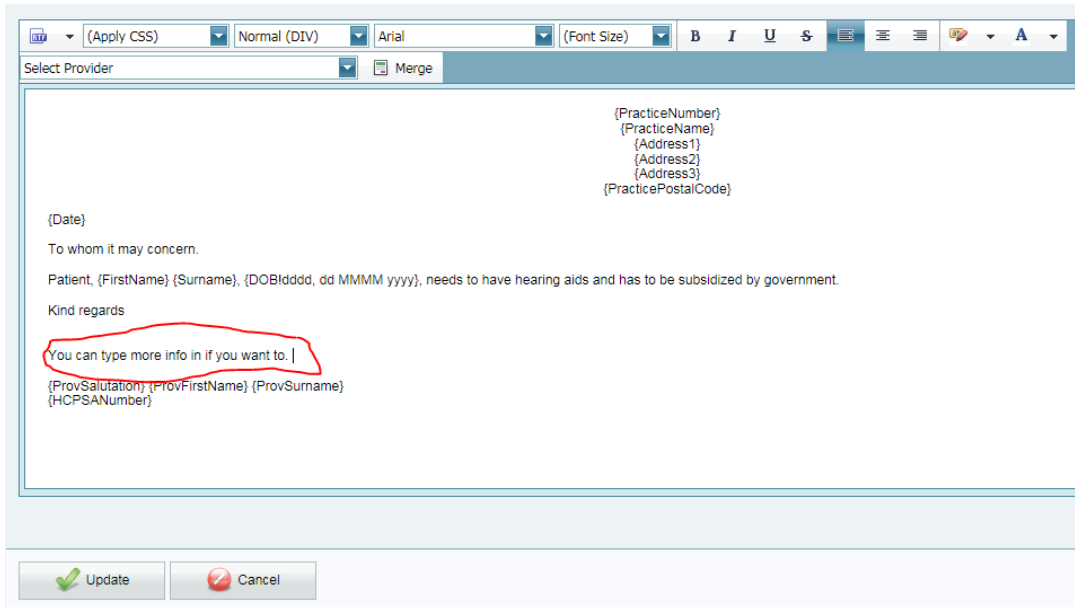 RTF (Apply CSS) Normal (DIV) Arial (Font Size) B I U S A
Select Provider Merge
{PracticeNumber}
{PracticeName}
{Address1}
{Address2}
{Address3}
{PracticePostalCode}
{Date}
To whom it may concern.
Patient, {FirstName} {Surname}, {DOB!dddd, dd MMMM yyyy}, needs to have hearing aids and has to be subsidized by government.
Kind regards
You can type more info in if you want to.
{ProvSalutation} {ProvFirstName} {ProvSurname}
{HCPSANumber}
Update Cancel